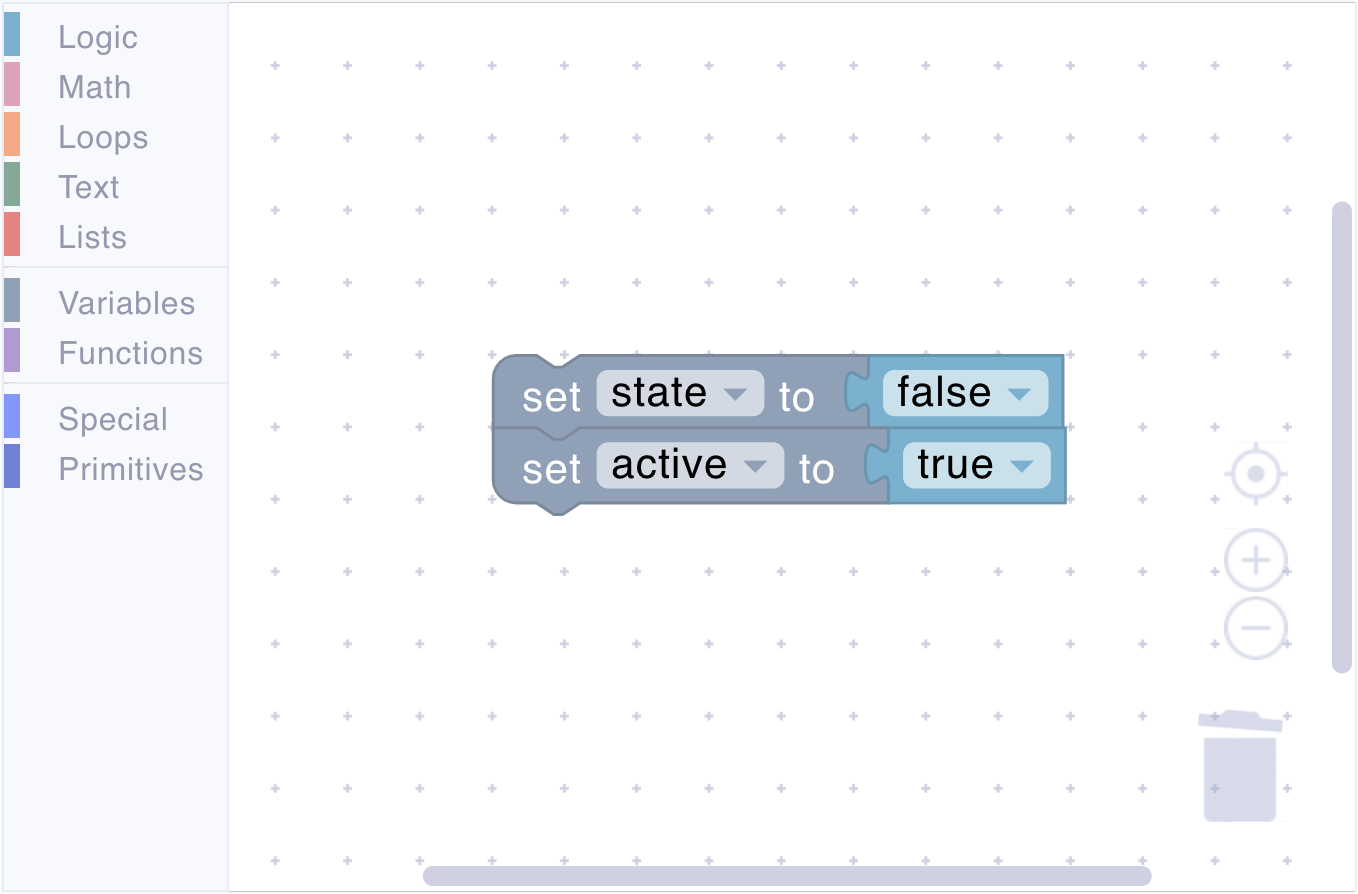 Logic
Math
Loops
Text
Lists
Variables
Functions
Special
Primitives
set state to false
set active to true